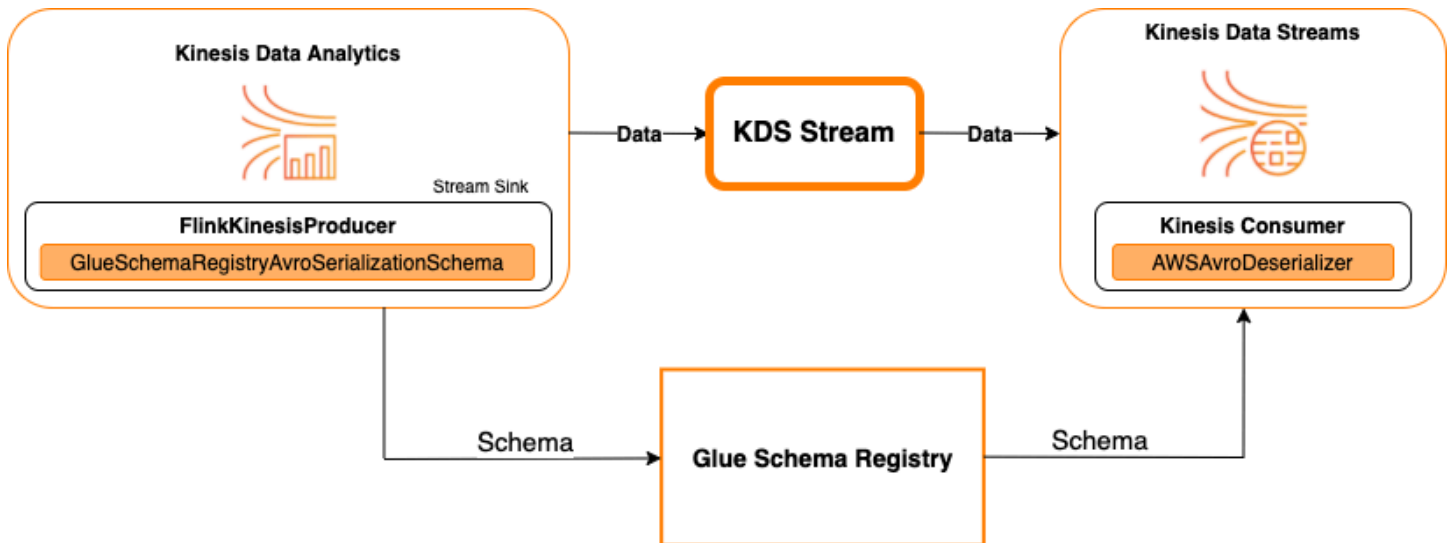 Kinesis Data Analytics
Stream Sink
FlinkKinesisProducer
GlueSchemaRegistryAvroSerializationSchema
Data
KDS Stream
Data
Kinesis Data Streams
Kinesis Consumer
AWSAvroDeserializer
Schema
Glue Schema Registry
Schema